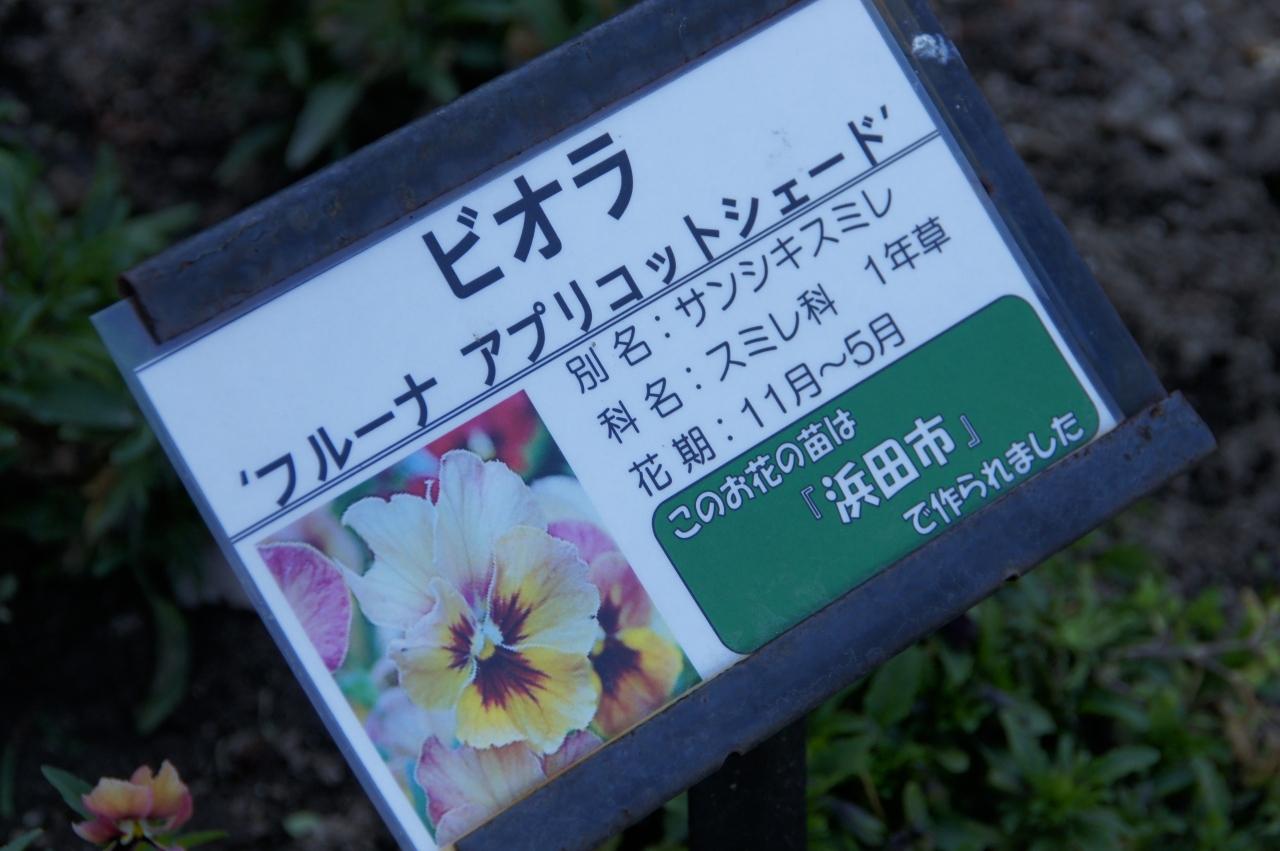 ビオラ
‘フルーナ アプリコットシェード’
別名：サンシキスミレ
科名：スミレ科　1年草
花期：11月～5月
このお花の苗は
『浜田市』
で作られました